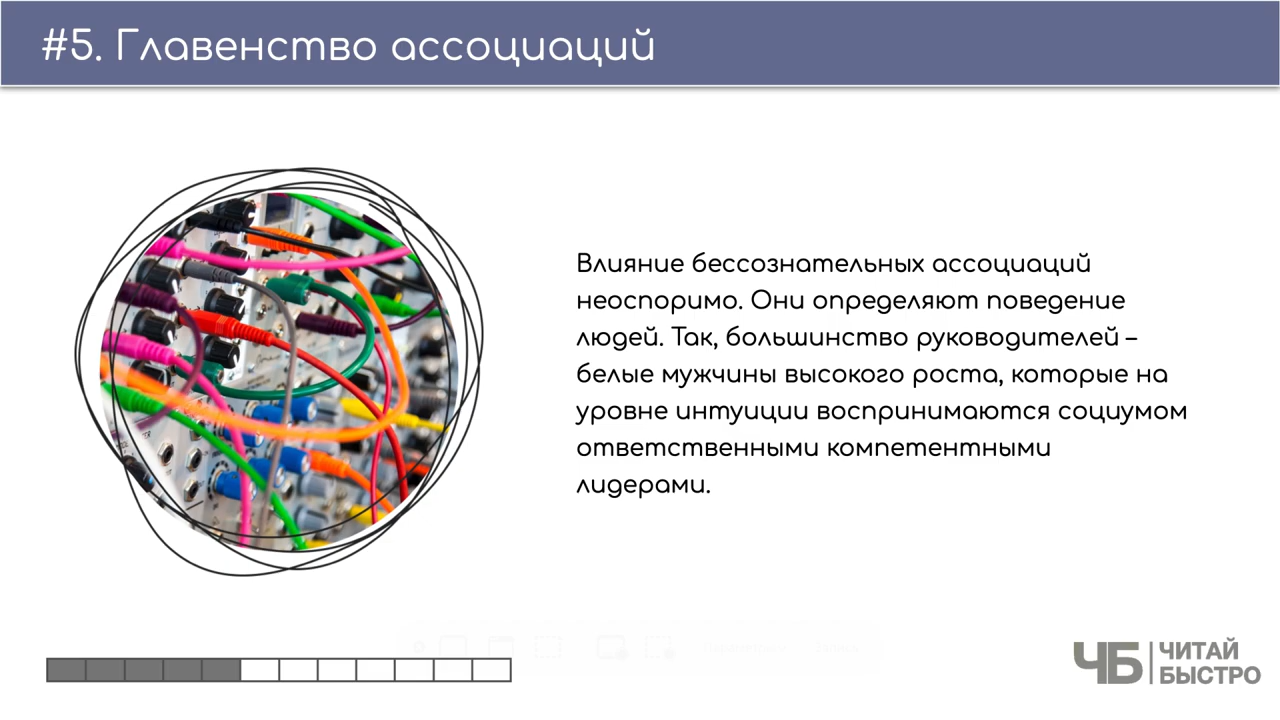 #5. Главенство ассоциаций
Влияние бессознательных ассоциаций
неоспоримо. Они определяют поведение
людей. Так, большинство руководителей –
белые мужчины высокого роста, которые на
уровне интуиции воспринимаются социумом
ответственными компетентными
лидерами.
ЧБ ЧИТАЙ
БЫСТРО